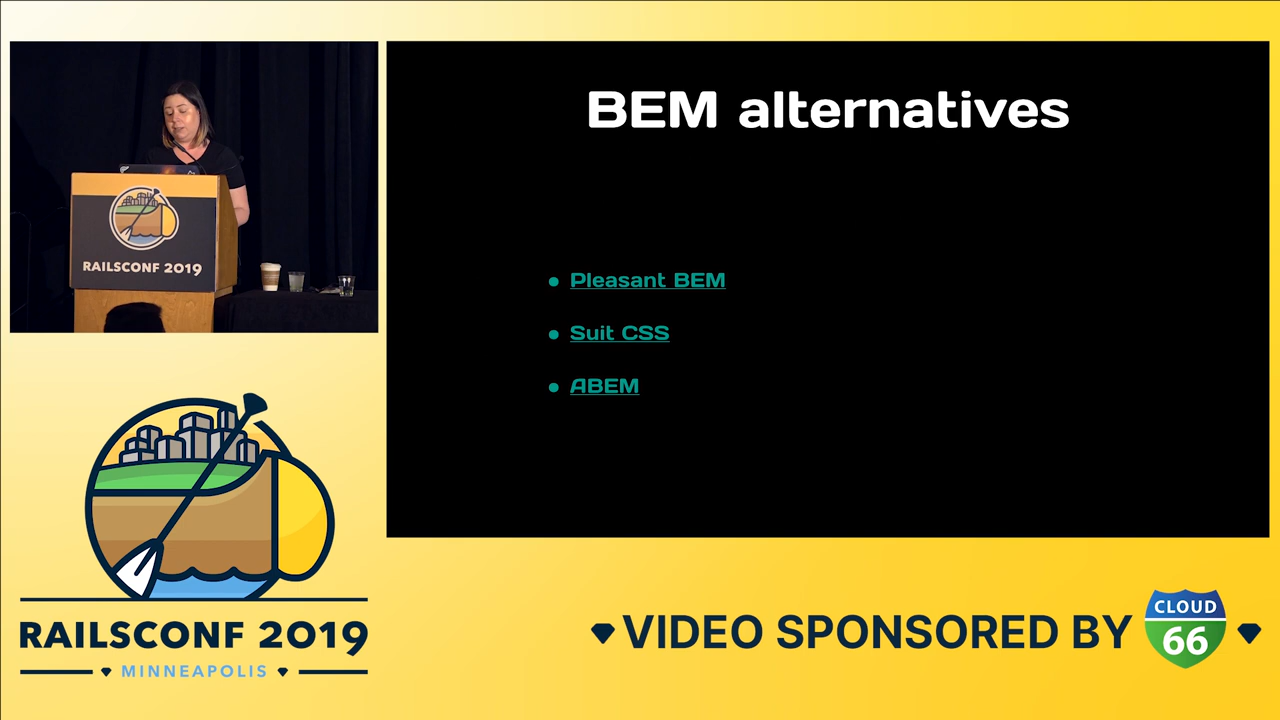 BEM alternatives
• Pleasant BEM
• Suit CSS
• ABEM
RAILSCONF 2019
RAILSCONF 2019
MINNEAPOLIS
VIDEO SPONSORED BY
CLOUD
66